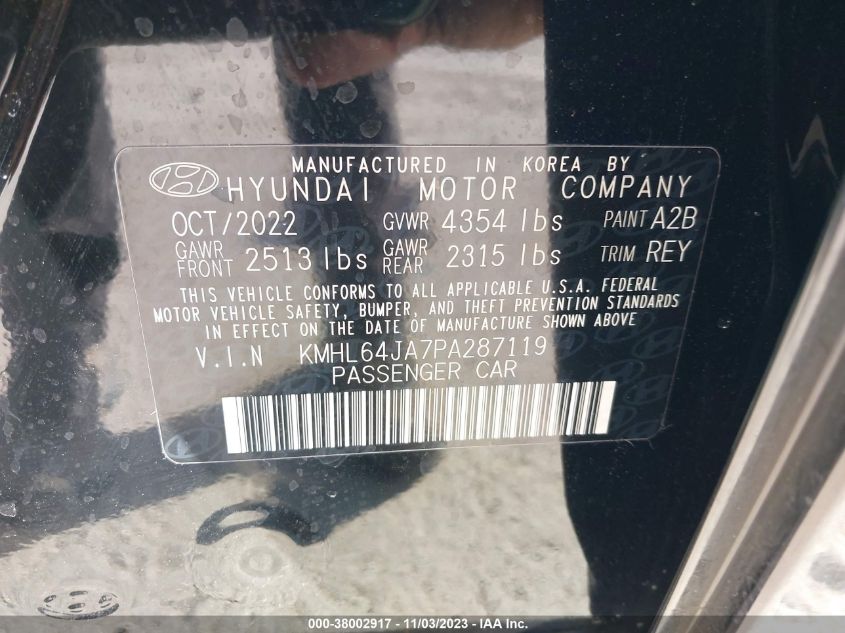 MANUFACTURED IN KOREA BY
HYUNDAI MOTOR COMPANY
OCT/2022 GVWR 4354 lbs PAINT A2B
GAWR FRONT 2513 lbs GAWR REAR 2315 lbs TRIM REY
THIS VEHICLE CONFORMS TO ALL APPLICABLE U.S.A. FEDERAL
MOTOR VEHICLE SAFETY, BUMPER, AND THEFT PREVENTION STANDARDS
IN EFFECT ON THE DATE OF MANUFACTURE SHOWN ABOVE
V.I.N KMHL64JA7PA287119
PASSENGER CAR
000-38002917 - 11/03/2023 - IAA Inc.